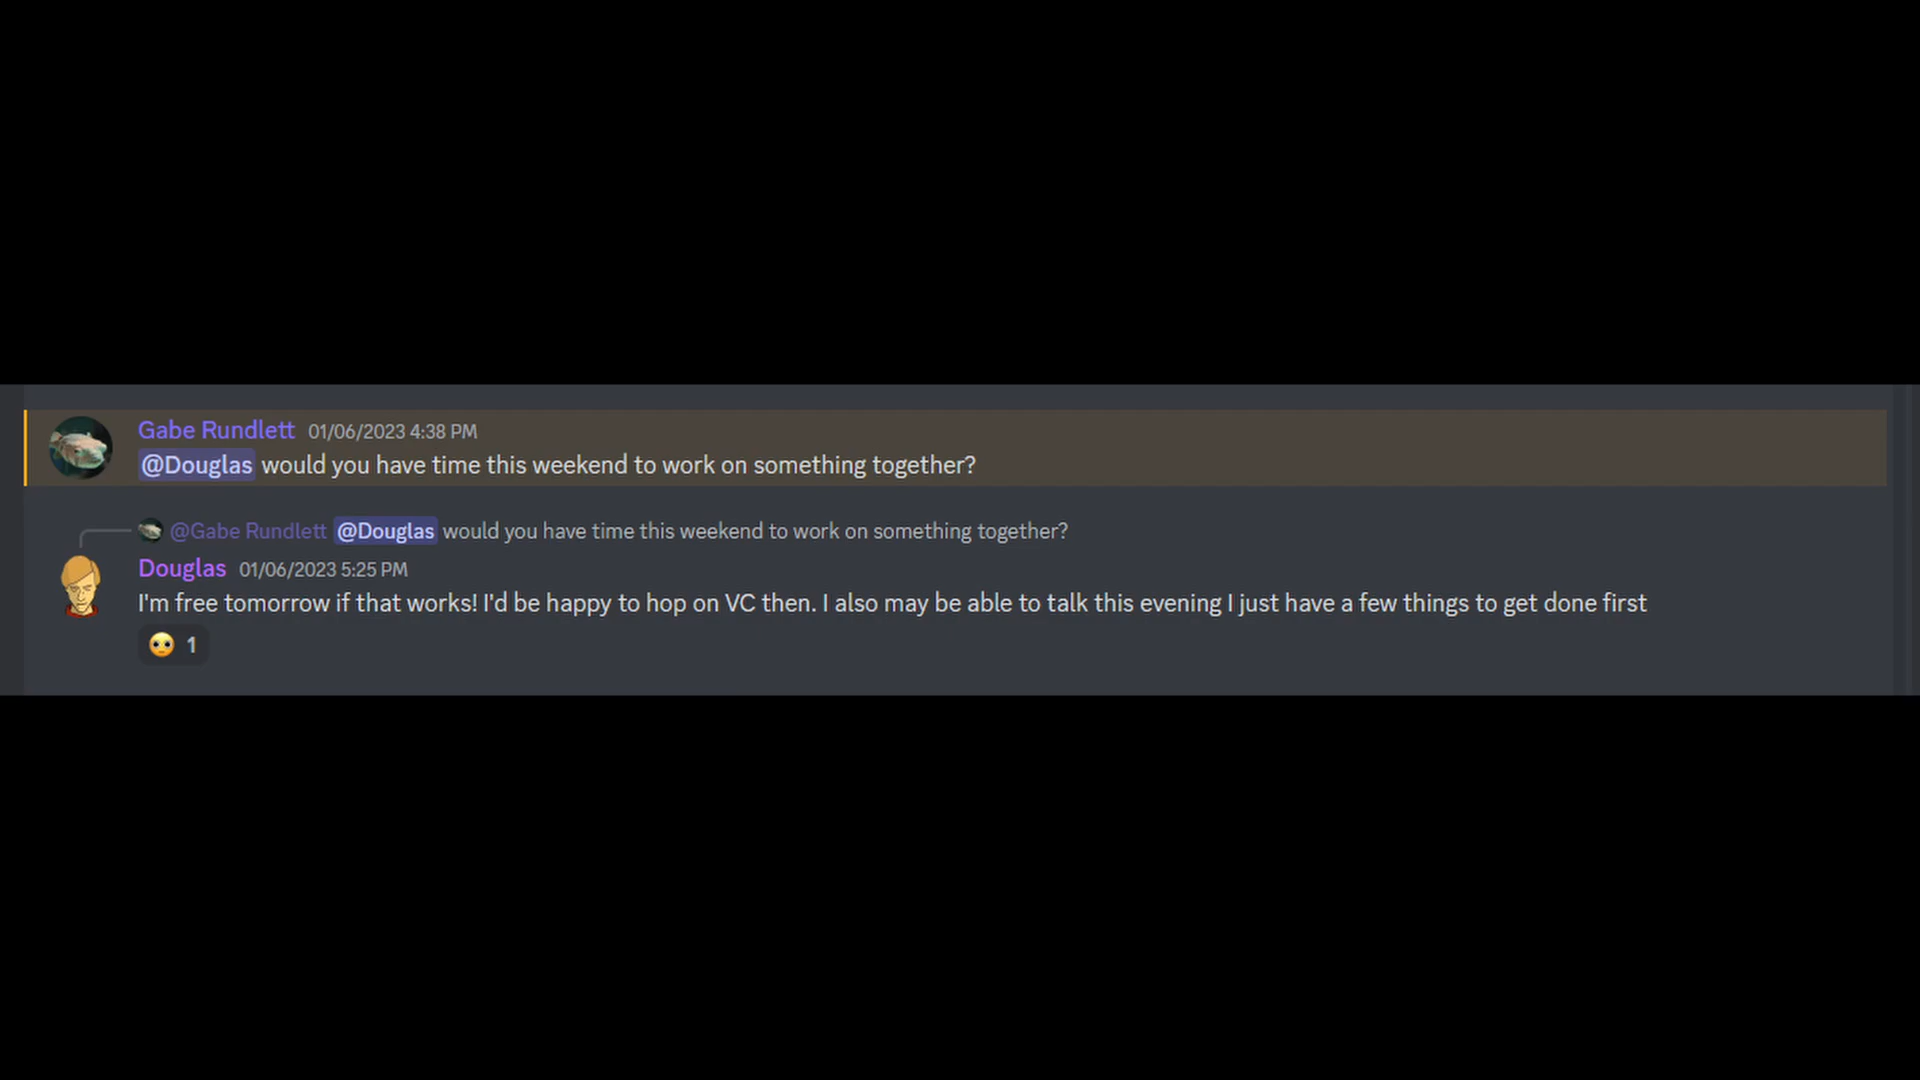 Gabe Rundlett 01/06/2023 4:38 PM
@Douglas would you have time this weekend to work on something together?
@Gabe Rundlett @Douglas would you have time this weekend to work on something together?
Douglas 01/06/2023 5:25 PM
I'm free tomorrow if that works! I'd be happy to hop on VC then. I also may be able to talk this evening I just have a few things to get done first
1